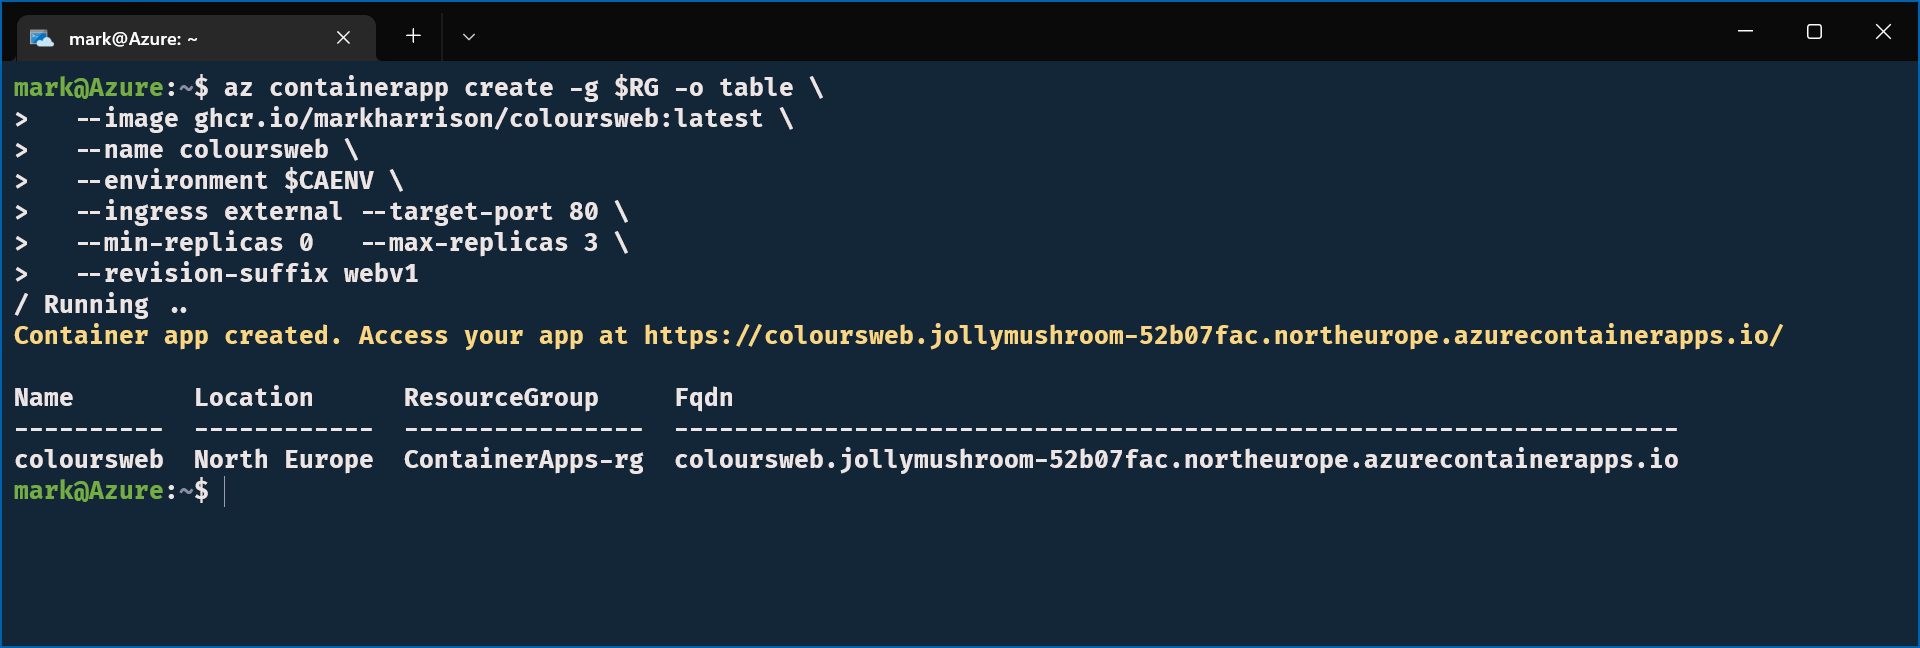 mark@Azure: ~
mark@Azure:~$ az containerapp create -g $RG -o table \
>   --image ghcr.io/markharrison/coloursweb:latest \
>   --name coloursweb \
>   --environment $CAENV \
>   --ingress external --target-port 80 \
>   --min-replicas 0   --max-replicas 3 \
>   --revision-suffix webv1
/ Running ..
Container app created. Access your app at https://coloursweb.jollymushroom-52b07fac.northeurope.azurecontainerapps.io/
Name        Location      ResourceGroup     Fqdn
----------  ------------  ----------------  -------------------------------------------------------------------
coloursweb  North Europe  ContainerApps-rg  coloursweb.jollymushroom-52b07fac.northeurope.azurecontainerapps.io
mark@Azure:~$